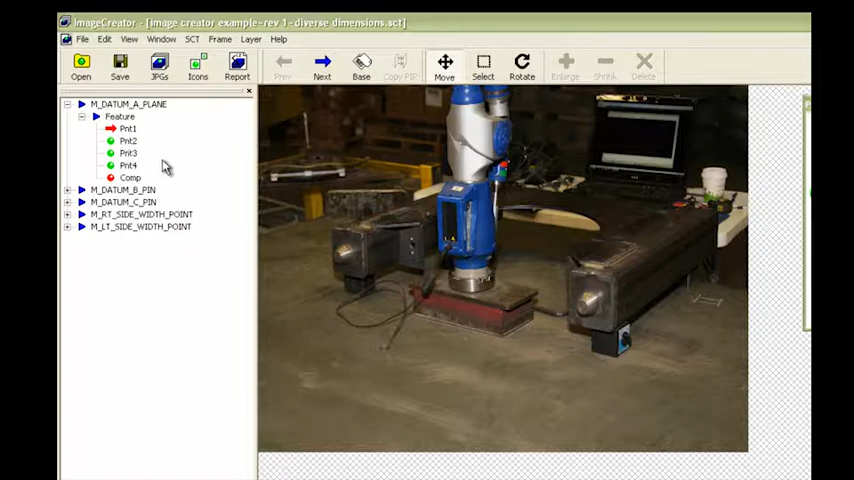 ImageCreator - [image creator example-rev 1-diverse dimensions.sct]
File Edit View Window SCT Frame Layer Help
Open Save JPGs Icons Report Prev Next Base Copy PIP Move Select Rotate Enlarge Shrink Delete
M_DATUM_A_PLANE
Feature
Pnt1
Pnt2
Pnt3
Pnt4
Comp
M_DATUM_B_PIN
M_DATUM_C_PIN
M_RT_SIDE_WIDTH_POINT
M_LT_SIDE_WIDTH_POINT